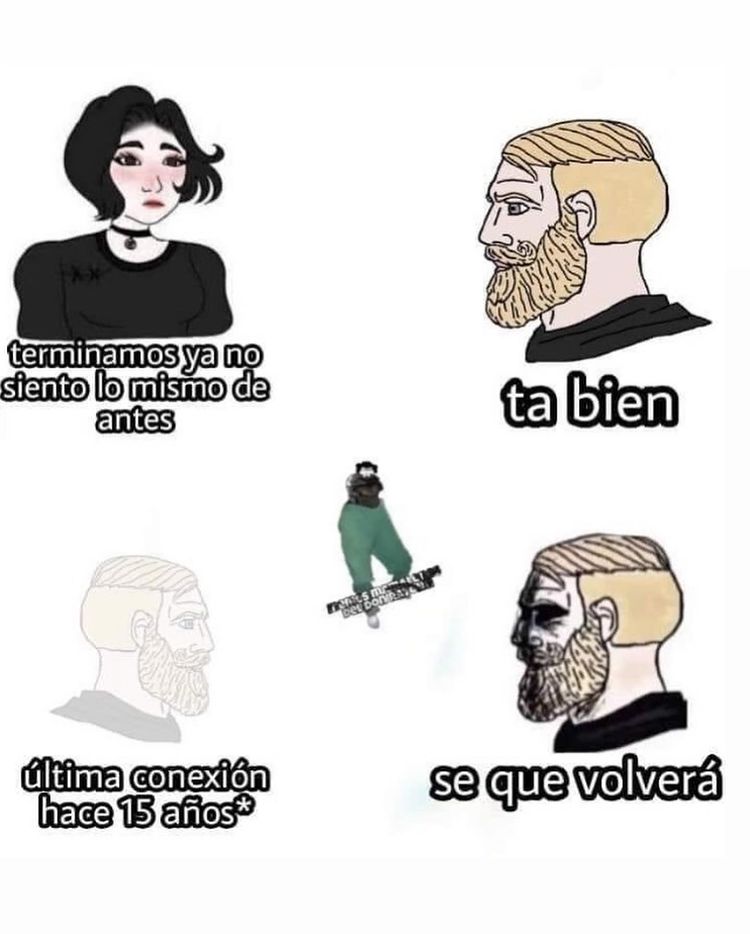 terminamos ya no
siento lo mismo de
antes
ta bien
última conexión
hace 15 años*
se que volverá